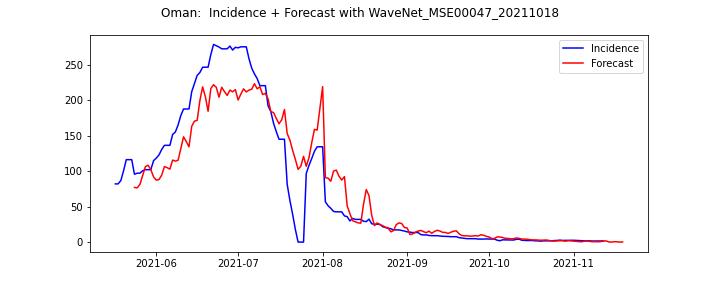 Oman:  Incidence + Forecast with WaveNet_MSE00047_20211018
Incidence
Forecast
250
200
150
100
50
0
2021-06 2021-07 2021-08 2021-09 2021-10 2021-11